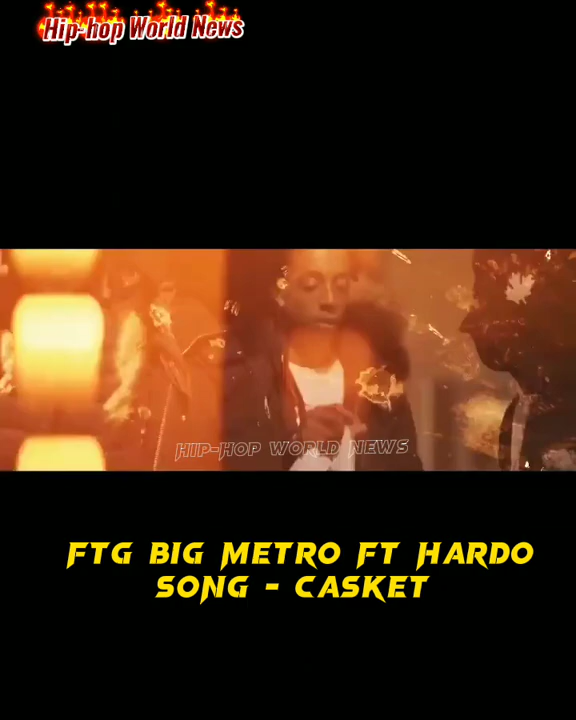 Hip-hop World News
HIP-HOP WORLD NEWS
FTG BIG METRO FT HARDO
SONG - CASKET